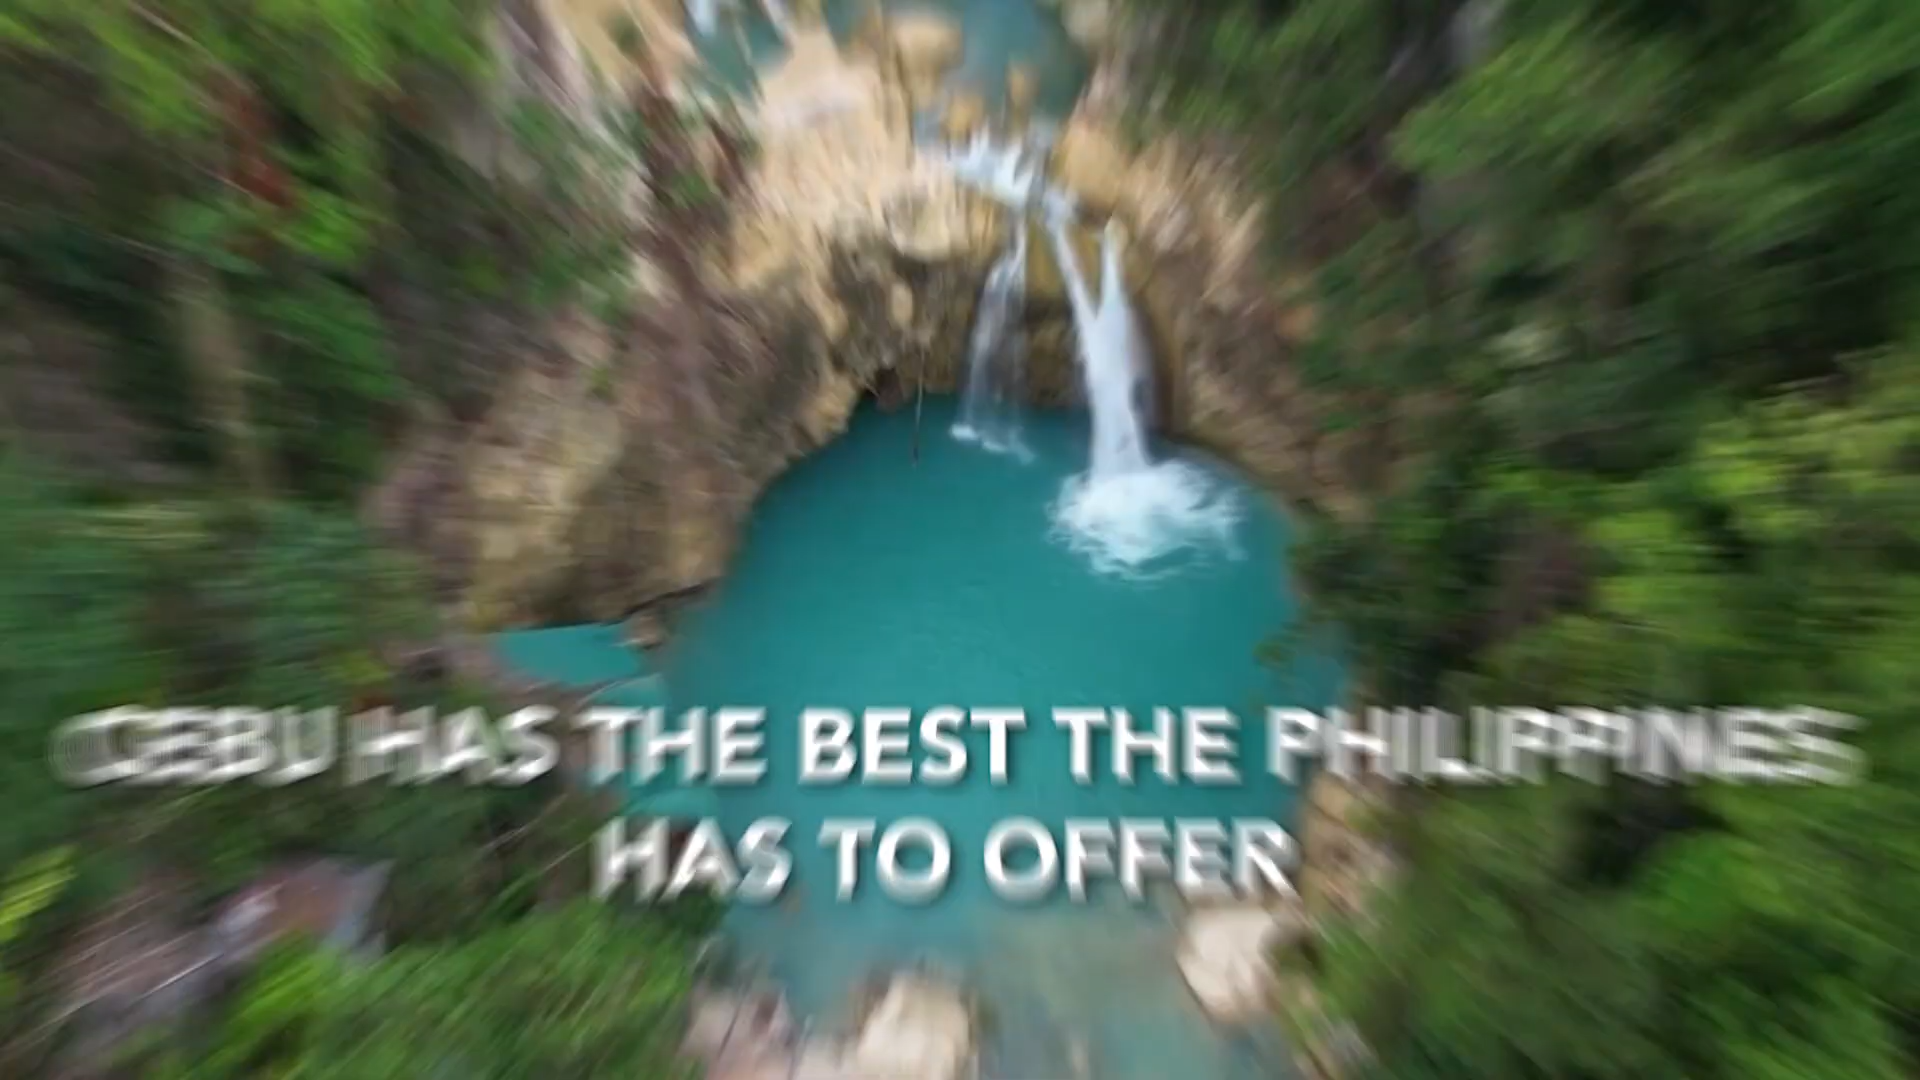 CEBU HAS THE BEST THE PHILIPPINES
HAS TO OFFER